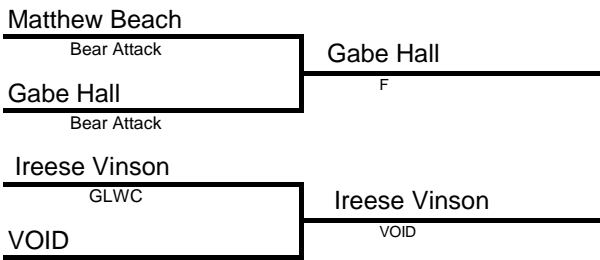 Matthew Beach
Bear Attack
Gabe Hall
Bear Attack
Gabe Hall
F
Ireese Vinson
GLWC
VOID
Ireese Vinson
VOID